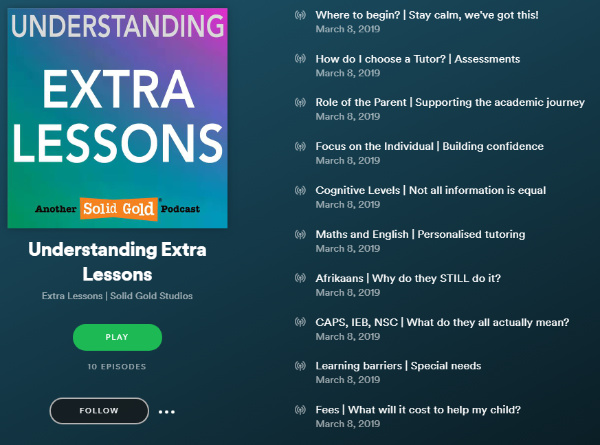 UNDERSTANDING
EXTRA
LESSONS
Another Solid Gold Podcast
Understanding Extra
Lessons
Extra Lessons | Solid Gold Studios
PLAY
10 EPISODES
FOLLOW
Where to begin? | Stay calm, we've got this!
March 8, 2019
How do I choose a Tutor? | Assessments
March 8, 2019
Role of the Parent | Supporting the academic journey
March 8, 2019
Focus on the Individual | Building confidence
March 8, 2019
Cognitive Levels | Not all information is equal
March 8, 2019
Maths and English | Personalised tutoring
March 8, 2019
Afrikaans | Why do they STILL do it?
March 8, 2019
CAPS, IEB, NSC | What do they all actually mean?
March 8, 2019
Learning barriers | Special needs
March 8, 2019
Fees | What will it cost to help my child?
March 8, 2019